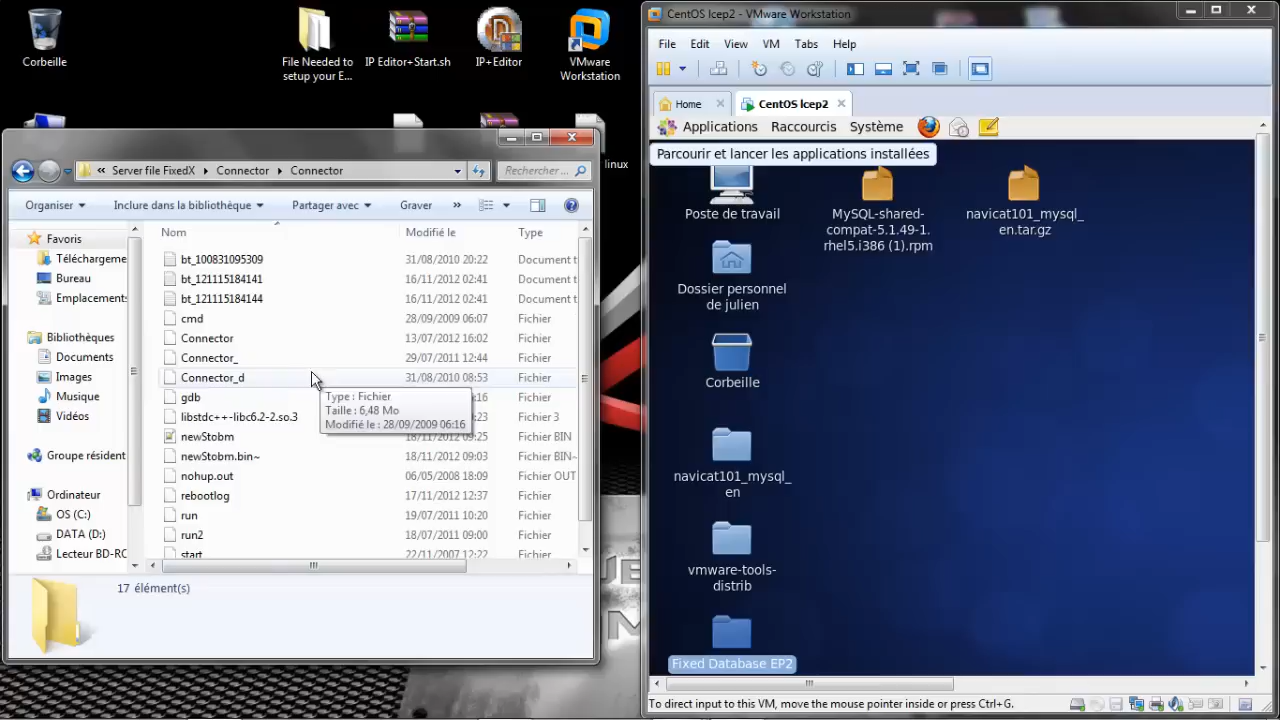 Corbeille
File Needed to
setup your E...
IP Editor+Start.sh
IP+Editor
VMware
Workstation
linux
Server file FixedX
Connector
Connector
Rechercher ...
Organiser
Inclure dans la bibliothèque
Partager avec
Graver
»
Favoris
Téléchargeme
Bureau
Emplacements
Bibliothèques
Documents
Images
Musique
Vidéos
Groupe résident
Ordinateur
OS (C:)
DATA (D:)
Lecteur BD-RC
Nom Modifié le Type
bt_100831095309 31/08/2010 20:22 Document t
bt_121115184141 16/11/2012 02:41 Document t
bt_121115184144 16/11/2012 02:41 Document t
cmd 28/09/2009 06:07 Fichier
Connector 13/07/2012 16:02 Fichier
Connector_ 29/07/2011 12:44 Fichier
Connector_d 31/08/2010 08:53 Fichier
gdb :16 Fichier
libstdc++-libc6.2-2.so.3 :23 Fichier 3
newStobm 18/11/2012 09:25 Fichier BIN
newStobm.bin~ 18/11/2012 09:03 Fichier BIN~
nohup.out 06/05/2008 18:09 Fichier OUT
rebootlog 17/11/2012 12:37 Fichier
run 19/07/2011 10:20 Fichier
run2 18/07/2011 09:00 Fichier
start 22/11/2007 12:22 Fichier
Type : Fichier
Taille : 6,48 Mo
Modifié le : 28/09/2009 06:16
17 élément(s)
CentOS lcep2 - VMware Workstation
File Edit View VM Tabs Help
Home
CentOS lcep2
Applications Raccourcis Système
Parcourir et lancer les applications installées
Poste de travail
MySQL-shared-
compat-5.1.49-1.
rhel5.i386 (1).rpm
navicat101_mysql_
en.tar.gz
Dossier personnel
de julien
Corbeille
navicat101_mysql_
en
vmware-tools-
distrib
Fixed Database EP2
To direct input to this VM, move the mouse pointer inside or press Ctrl+G.